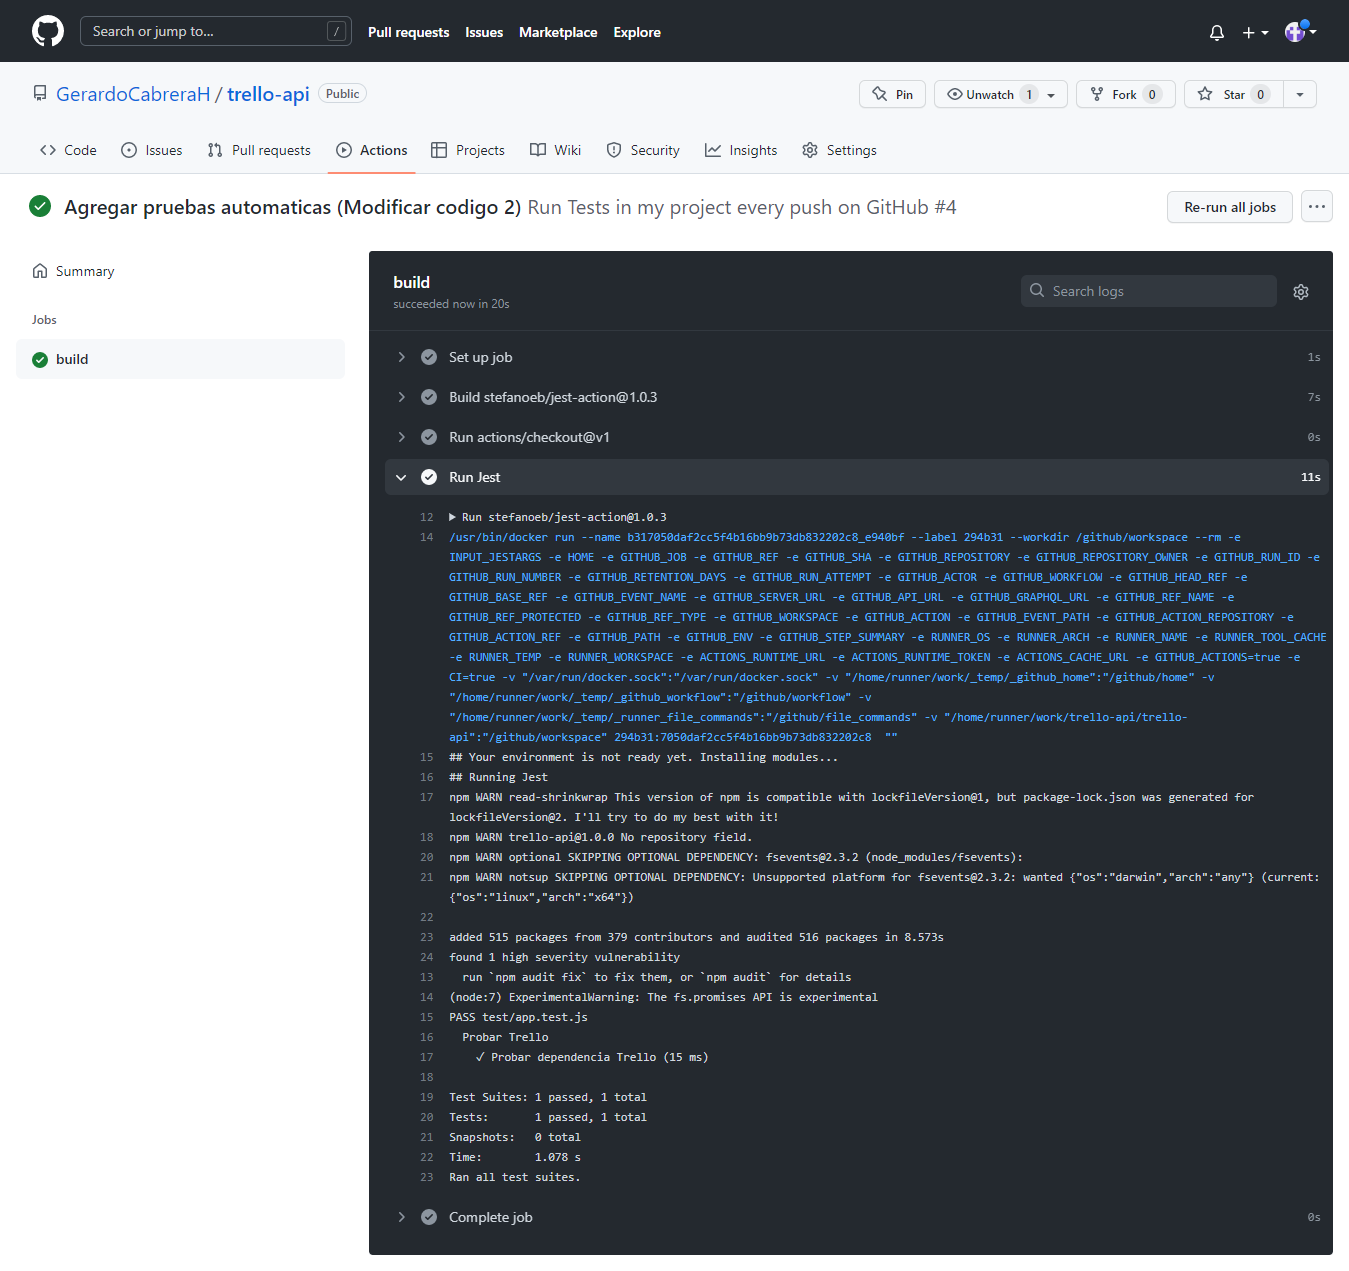 Search or jump to... /
Pull requests Issues Marketplace Explore
GerardoCabreraH / trello-api Public
Pin Unwatch 1 Fork 0 Star 0
Code Issues Pull requests Actions Projects Wiki Security Insights Settings
Agregar pruebas automaticas (Modificar codigo 2) Run Tests in my project every push on GitHub #4
Re-run all jobs
Summary
Jobs
build
build
succeeded now in 20s
Search logs
Set up job 1s
Build stefanoeb/jest-action@1.0.3 7s
Run actions/checkout@v1 0s
Run Jest 11s
12 ▶ Run stefanoeb/jest-action@1.0.3
14 /usr/bin/docker run --name b317050daf2cc5f4b16bb9b73db832202c8_e940bf --label 294b31 --workdir /github/workspace --rm -e
INPUT_JESTARGS -e HOME -e GITHUB_JOB -e GITHUB_REF -e GITHUB_SHA -e GITHUB_REPOSITORY -e GITHUB_REPOSITORY_OWNER -e GITHUB_RUN_ID -e
GITHUB_RUN_NUMBER -e GITHUB_RETENTION_DAYS -e GITHUB_RUN_ATTEMPT -e GITHUB_ACTOR -e GITHUB_WORKFLOW -e GITHUB_HEAD_REF -e
GITHUB_BASE_REF -e GITHUB_EVENT_NAME -e GITHUB_SERVER_URL -e GITHUB_API_URL -e GITHUB_GRAPHQL_URL -e GITHUB_REF_NAME -e
GITHUB_REF_PROTECTED -e GITHUB_REF_TYPE -e GITHUB_WORKSPACE -e GITHUB_ACTION -e GITHUB_EVENT_PATH -e GITHUB_ACTION_REPOSITORY -e
GITHUB_ACTION_REF -e GITHUB_PATH -e GITHUB_ENV -e GITHUB_STEP_SUMMARY -e RUNNER_OS -e RUNNER_ARCH -e RUNNER_NAME -e RUNNER_TOOL_CACHE
-e RUNNER_TEMP -e RUNNER_WORKSPACE -e ACTIONS_RUNTIME_URL -e ACTIONS_RUNTIME_TOKEN -e ACTIONS_CACHE_URL -e GITHUB_ACTIONS=true -e
CI=true -v "/var/run/docker.sock":"/var/run/docker.sock" -v "/home/runner/work/_temp/_github_home":"/github/home" -v
"/home/runner/work/_temp/_github_workflow":"/github/workflow" -v
"/home/runner/work/_temp/_runner_file_commands":"/github/file_commands" -v "/home/runner/work/trello-api/trello-
api":"/github/workspace" 294b31:7050daf2cc5f4b16bb9b73db832202c8 ""
15 ## Your environment is not ready yet. Installing modules...
16 ## Running Jest
17 npm WARN read-shrinkwrap This version of npm is compatible with lockfileVersion@1, but package-lock.json was generated for
lockfileVersion@2. I'll try to do my best with it!
18 npm WARN trello-api@1.0.0 No repository field.
20 npm WARN optional SKIPPING OPTIONAL DEPENDENCY: fsevents@2.3.2 (node_modules/fsevents):
21 npm WARN notsup SKIPPING OPTIONAL DEPENDENCY: Unsupported platform for fsevents@2.3.2: wanted {"os":"darwin","arch":"any"} (current:
{"os":"linux","arch":"x64"})
22
23 added 515 packages from 379 contributors and audited 516 packages in 8.573s
24 found 1 high severity vulnerability
13 run `npm audit fix` to fix them, or `npm audit` for details
14 (node:7) ExperimentalWarning: The fs.promises API is experimental
15 PASS test/app.test.js
16 Probar Trello
17 ✓ Probar dependencia Trello (15 ms)
18
19 Test Suites: 1 passed, 1 total
20 Tests: 1 passed, 1 total
21 Snapshots: 0 total
22 Time: 1.078 s
23 Ran all test suites.
Complete job 0s